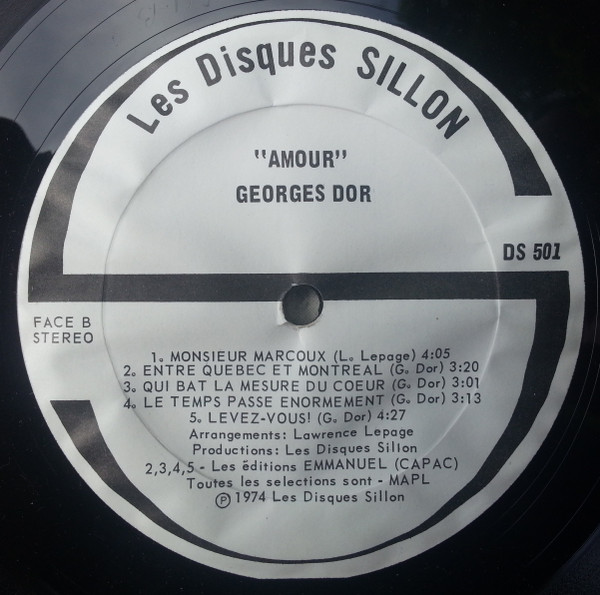 Les Disques SILLON
"AMOUR"
GEORGES DOR
DS 501
FACE B
STEREO
1. MONSIEUR MARCOUX (L. Lepage) 4:05
2. ENTRE QUEBEC ET MONTREAL (G. Dor) 3:20
3. QUI BAT LA MESURE DU COEUR (G. Dor) 3:01
4. LE TEMPS PASSE ENORMEMENT (G. Dor) 3:13
5. LEVEZ-VOUS! (G. Dor) 4:27
Arrangements: Lawrence Lepage
Productions: Les Disques Sillon
2,3,4,5 - Les éditions EMMANUEL (CAPAC)
Toutes les selections sont - MAPL
℗ 1974 Les Disques Sillon